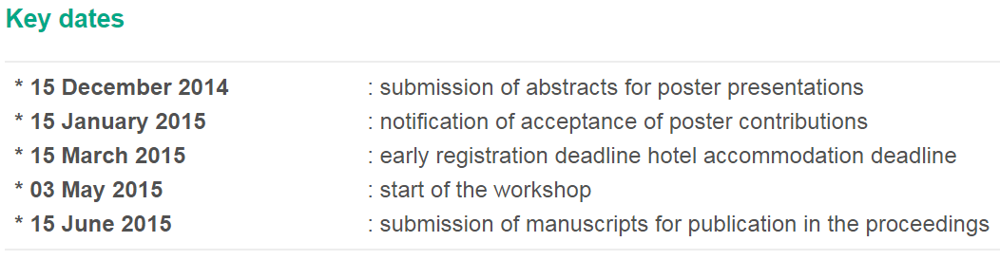 Key dates
* 15 December 2014 : submission of abstracts for poster presentations
* 15 January 2015 : notification of acceptance of poster contributions
* 15 March 2015 : early registration deadline hotel accommodation deadline
* 03 May 2015 : start of the workshop
* 15 June 2015 : submission of manuscripts for publication in the proceedings